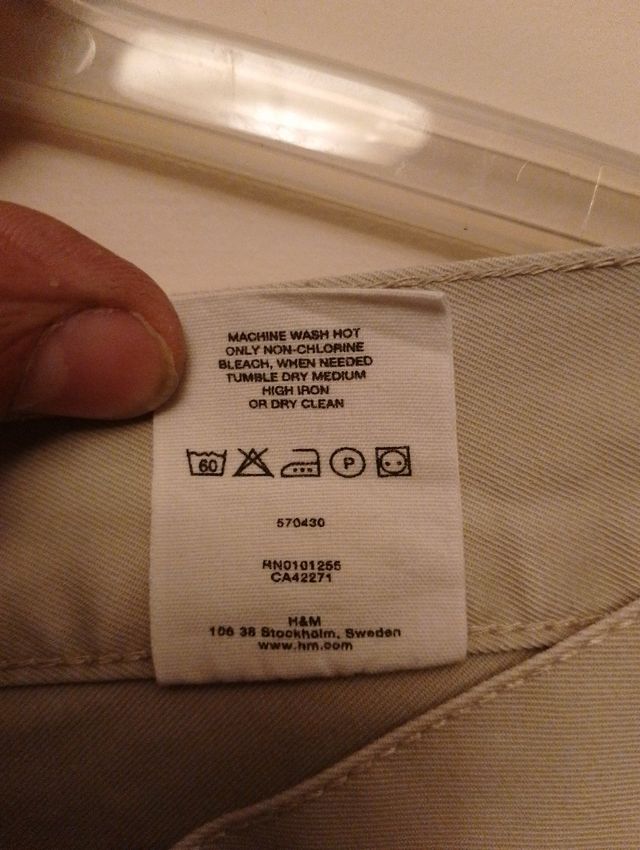 MACHINE WASH HOT
ONLY NON-CHLORINE
BLEACH, WHEN NEEDED
TUMBLE DRY MEDIUM
HIGH IRON
OR DRY CLEAN
60 P
570430
RN0101255
CA42271
H&M
106 38 Stockholm, Sweden
www.hm.com